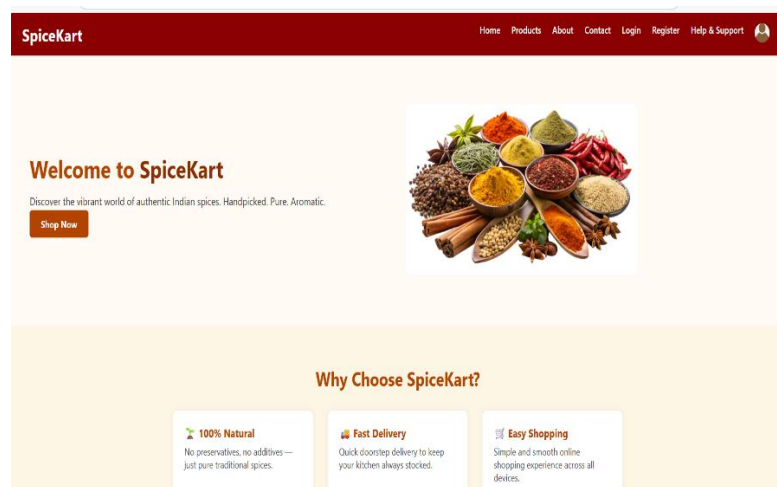 SpiceKart
Home Products About Contact Login Register Help & Support
Welcome to SpiceKart
Discover the vibrant world of authentic Indian spices. Handpicked. Pure. Aromatic.
Shop Now
Why Choose SpiceKart?
100% Natural
No preservatives, no additives —
just pure traditional spices.
Fast Delivery
Quick doorstep delivery to keep
your kitchen always stocked.
Easy Shopping
Simple and smooth online
shopping experience across all
devices.